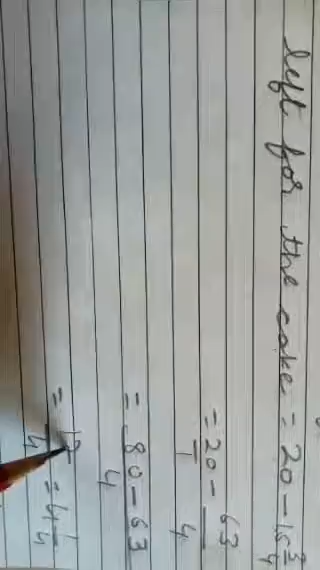 left for the cake = 20 - 15 3/4
= 20/1 - 63/4
= 80 - 63 / 4
= 17/4 = 4 1/4